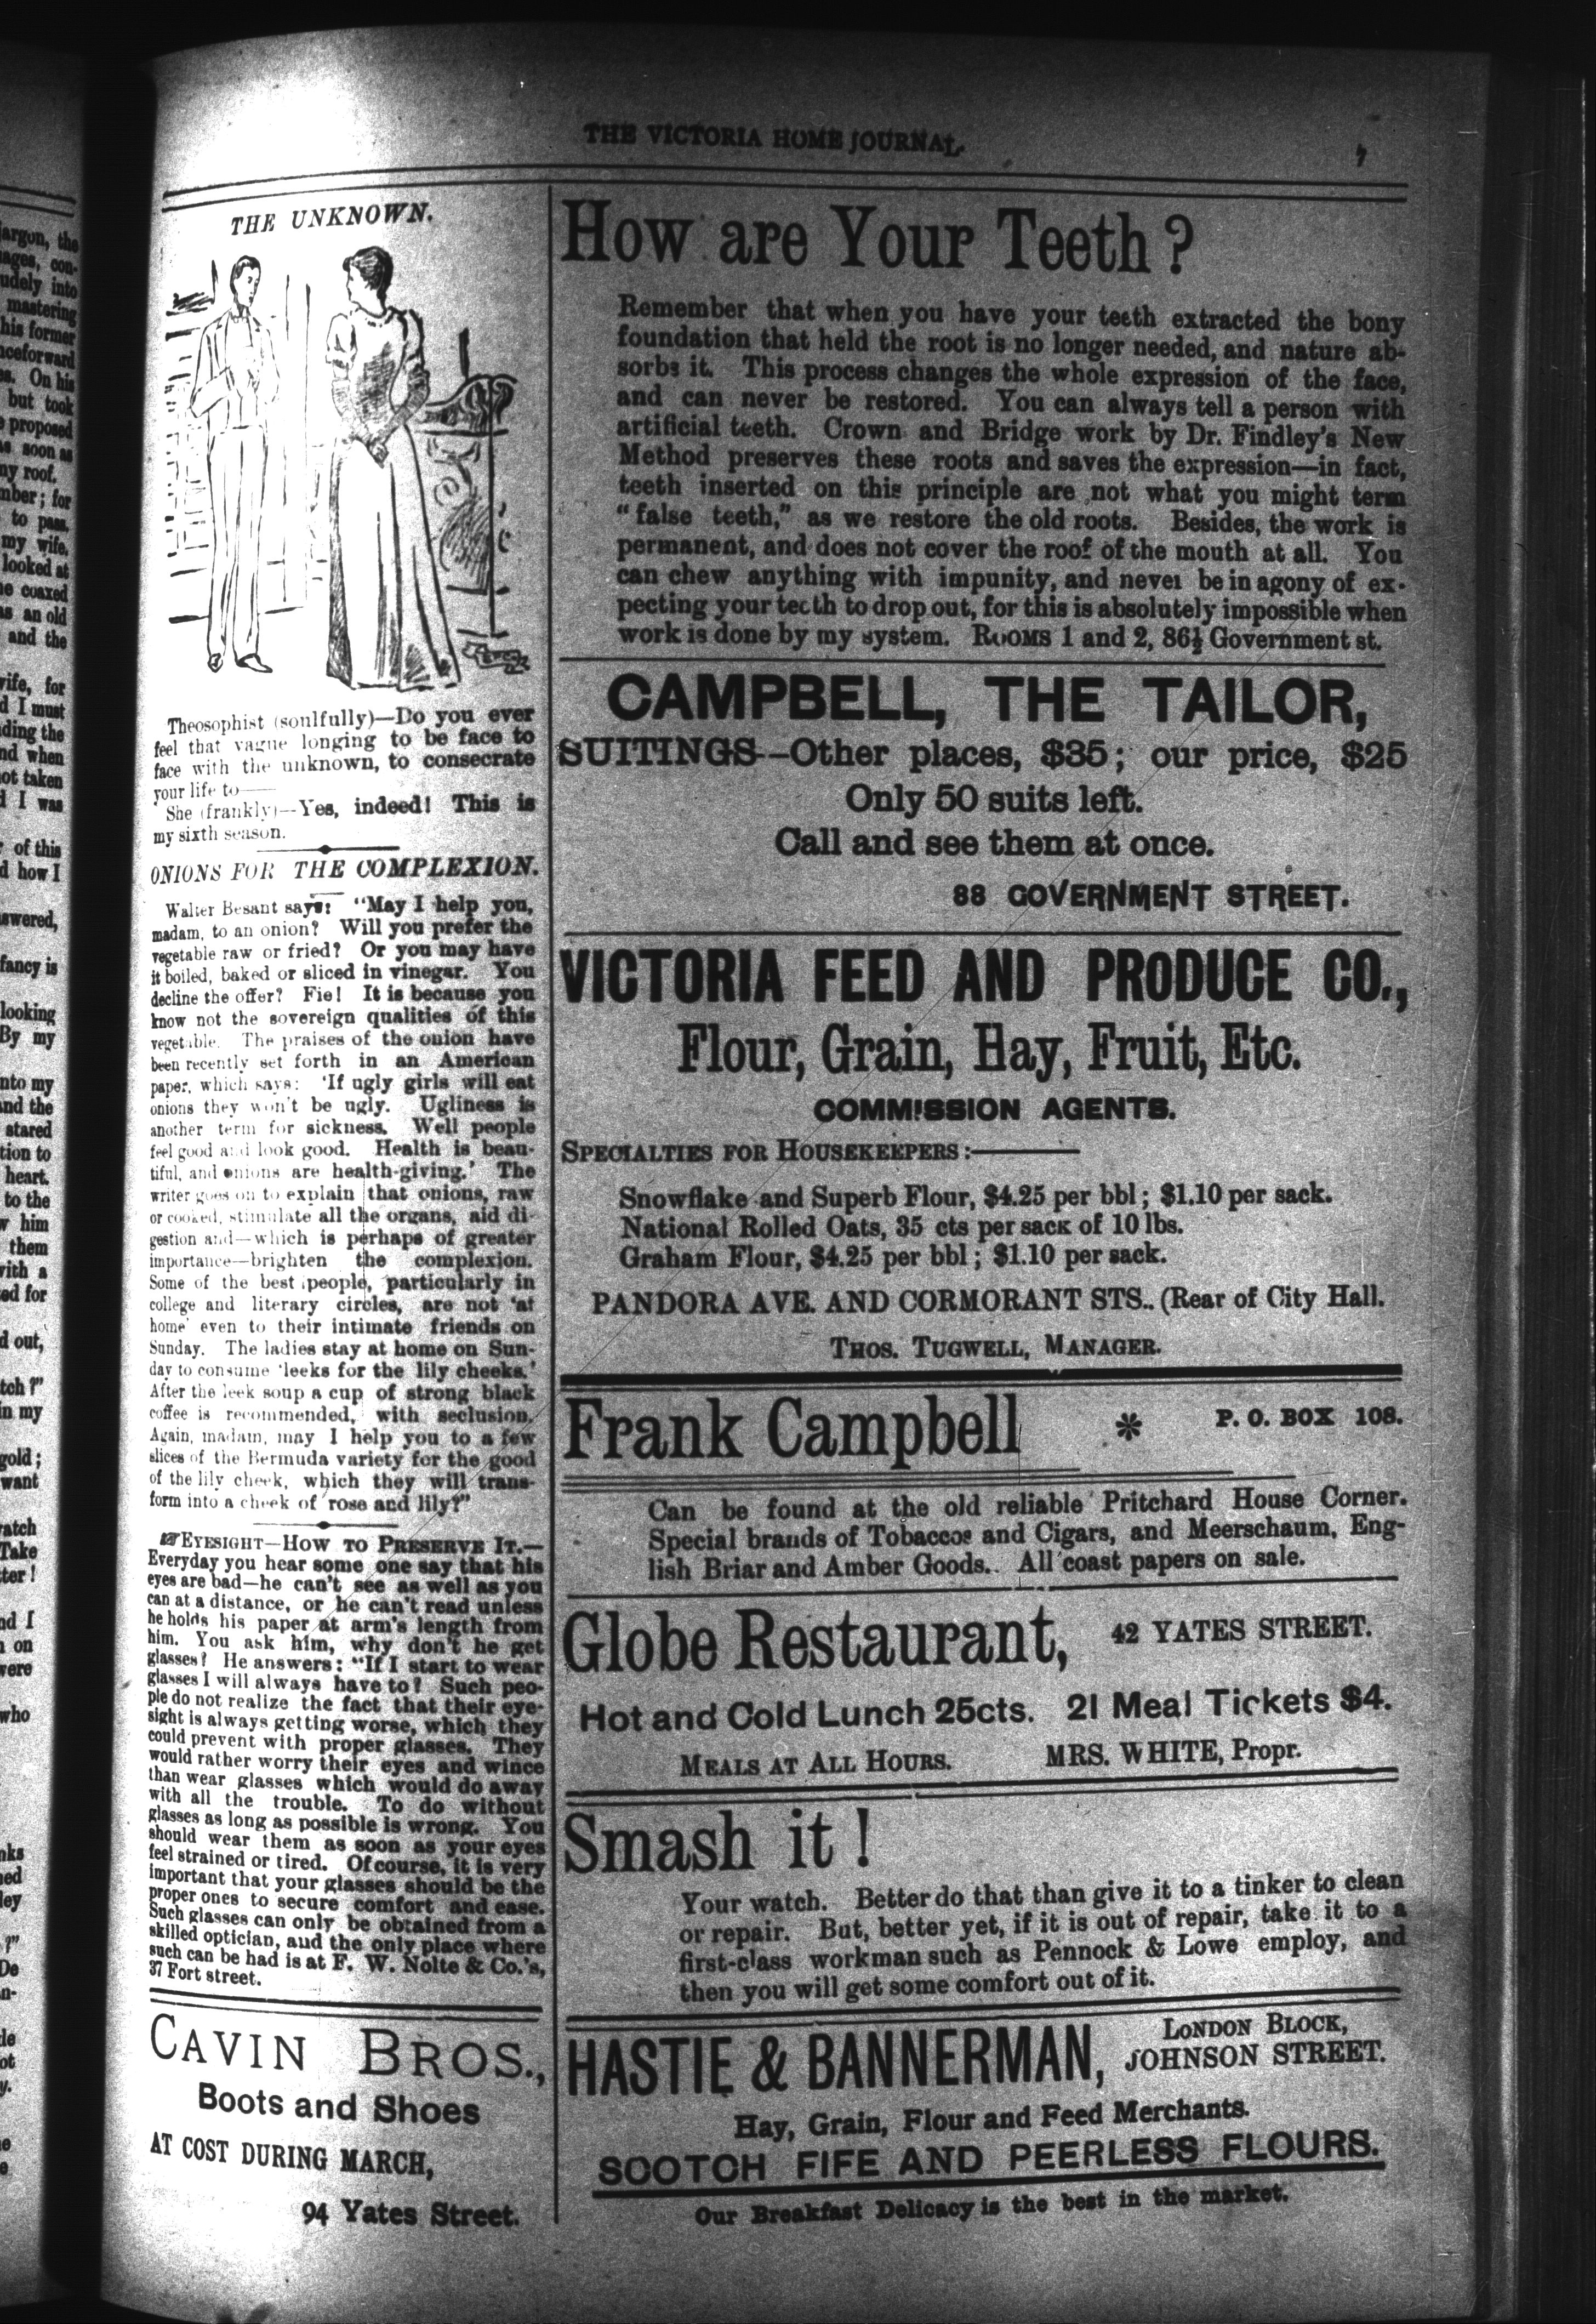 THE VICTORIA HOME JOURNAL.
THE UNKNOWN.
Theosophist (soulfully)—Do you ever
feel that vague longing to be face to
face with the unknown, to consecrate
your life to——
She (frankly)—Yes, indeed! This is
my sixth season.
ONIONS FOR THE COMPLEXION.
Walter Besant says: "May I help you,
madam, to an onion? Will you prefer the
vegetable raw or fried? Or you may have
it boiled, baked or sliced in vinegar. You
decline the offer? Fie! It is because you
know not the sovereign qualities of this
vegetable. The praises of the onion have
been recently set forth in an American
paper, which says: 'If ugly girls will eat
onions they won't be ugly. Ugliness is
another term for sickness. Well people
feel good and look good. Health is beau-
tiful, and onions are health-giving.' The
writer goes on to explain that onions, raw
or cooked, stimulate all the organs, aid di-
gestion and—which is perhaps of greater
importance—brighten the complexion.
Some of the best people, particularly in
college and literary circles, are not 'at
home' even to their intimate friends on
Sunday. The ladies stay at home on Sun-
day to consume 'leeks for the lily cheeks.'
After the leek soup a cup of strong black
coffee is recommended, with seclusion.
Again, madam, may I help you to a few
slices of the Bermuda variety for the good
of the lily cheek, which they will trans-
form into a cheek of rose and lily?"
☞EYESIGHT—HOW TO PRESERVE IT.—
Everyday you hear some one say that his
eyes are bad—he can't see as well as you
can at a distance, or he can't read unless
he holds his paper at arm's length from
him. You ask him, why don't he get
glasses? He answers: "If I start to wear
glasses I will always have to! Such peo-
ple do not realize the fact that their eye-
sight is always getting worse, which they
could prevent with proper glasses. They
would rather worry their eyes and wince
than wear glasses which would do away
with all the trouble. To do without
glasses as long as possible is wrong. You
should wear them as soon as your eyes
feel strained or tired. Of course, it is very
important that your glasses should be the
proper ones to secure comfort and ease.
Such glasses can only be obtained from a
skilled optician, and the only place where
such can be had is at F. W. Nolte & Co.'s,
37 Fort street.
CAVIN BROS.,
Boots and Shoes
AT COST DURING MARCH,
94 Yates Street.
How are Your Teeth?
Remember that when you have your teeth extracted the bony
foundation that held the root is no longer needed, and nature ab-
sorbs it. This process changes the whole expression of the face,
and can never be restored. You can always tell a person with
artificial teeth. Crown and Bridge work by Dr. Findley's New
Method preserves these roots and saves the expression—in fact,
teeth inserted on this principle are not what you might term
"false teeth," as we restore the old roots. Besides, the work is
permanent, and does not cover the roof of the mouth at all. You
can chew anything with impunity, and never be in agony of ex-
pecting your teeth to drop out, for this is absolutely impossible when
work is done by my system. ROOMS 1 and 2, 86½ Government st.
CAMPBELL, THE TAILOR,
SUITINGS--Other places, $35; our price, $25
Only 50 suits left.
Call and see them at once.
88 GOVERNMENT STREET.
VICTORIA FEED AND PRODUCE CO.,
Flour, Grain, Hay, Fruit, Etc.
COMMISSION AGENTS.
SPECIALTIES FOR HOUSEKEEPERS:———
Snowflake and Superb Flour, $4.25 per bbl; $1.10 per sack.
National Rolled Oats, 35 cts per sack of 10 lbs.
Graham Flour, $4.25 per bbl; $1.10 per sack.
PANDORA AVE. AND CORMORANT STS.. (Rear of City Hall.
THOS. TUGWELL, MANAGER.
Frank Campbell * P. O. BOX 108.
Can be found at the old reliable Pritchard House Corner.
Special brands of Tobaccos and Cigars, and Meerschaum, Eng-
lish Briar and Amber Goods.. All coast papers on sale.
Globe Restaurant, 42 YATES STREET.
Hot and Cold Lunch 25cts. 21 Meal Tickets $4.
MEALS AT ALL HOURS. MRS. WHITE, Propr.
Smash it!
Your watch. Better do that than give it to a tinker to clean
or repair. But, better yet, if it is out of repair, take it to a
first-class workman such as Pennock & Lowe employ, and
then you will get some comfort out of it.
HASTIE & BANNERMAN, LONDON BLOCK,
JOHNSON STREET.
Hay, Grain, Flour and Feed Merchants.
SCOTCH FIFE AND PEERLESS FLOURS.
Our Breakfast Delicacy is the best in the market.